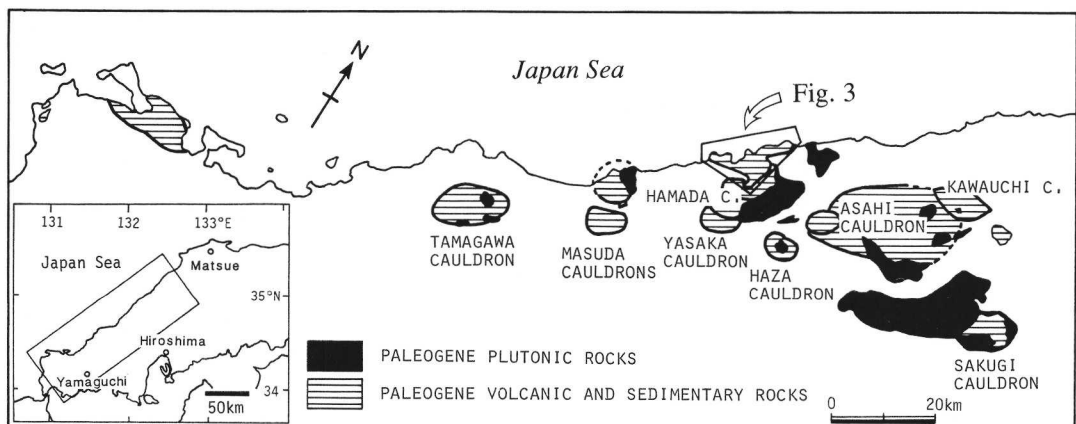 N
Japan Sea
Fig. 3
HAMADA C.
KAWAUCHI C.
ASAHI
CAULDRON
TAMAGAWA
CAULDRON
MASUDA
CAULDRONS
YASAKA
CAULDRON
HAZA
CAULDRON
SAKUGI
CAULDRON
131 132 133°E
Japan Sea
Matsue
35°N
Hiroshima
Yamaguchi
34
50km
PALEOGENE PLUTONIC ROCKS
PALEOGENE VOLCANIC AND SEDIMENTARY ROCKS
0 20km